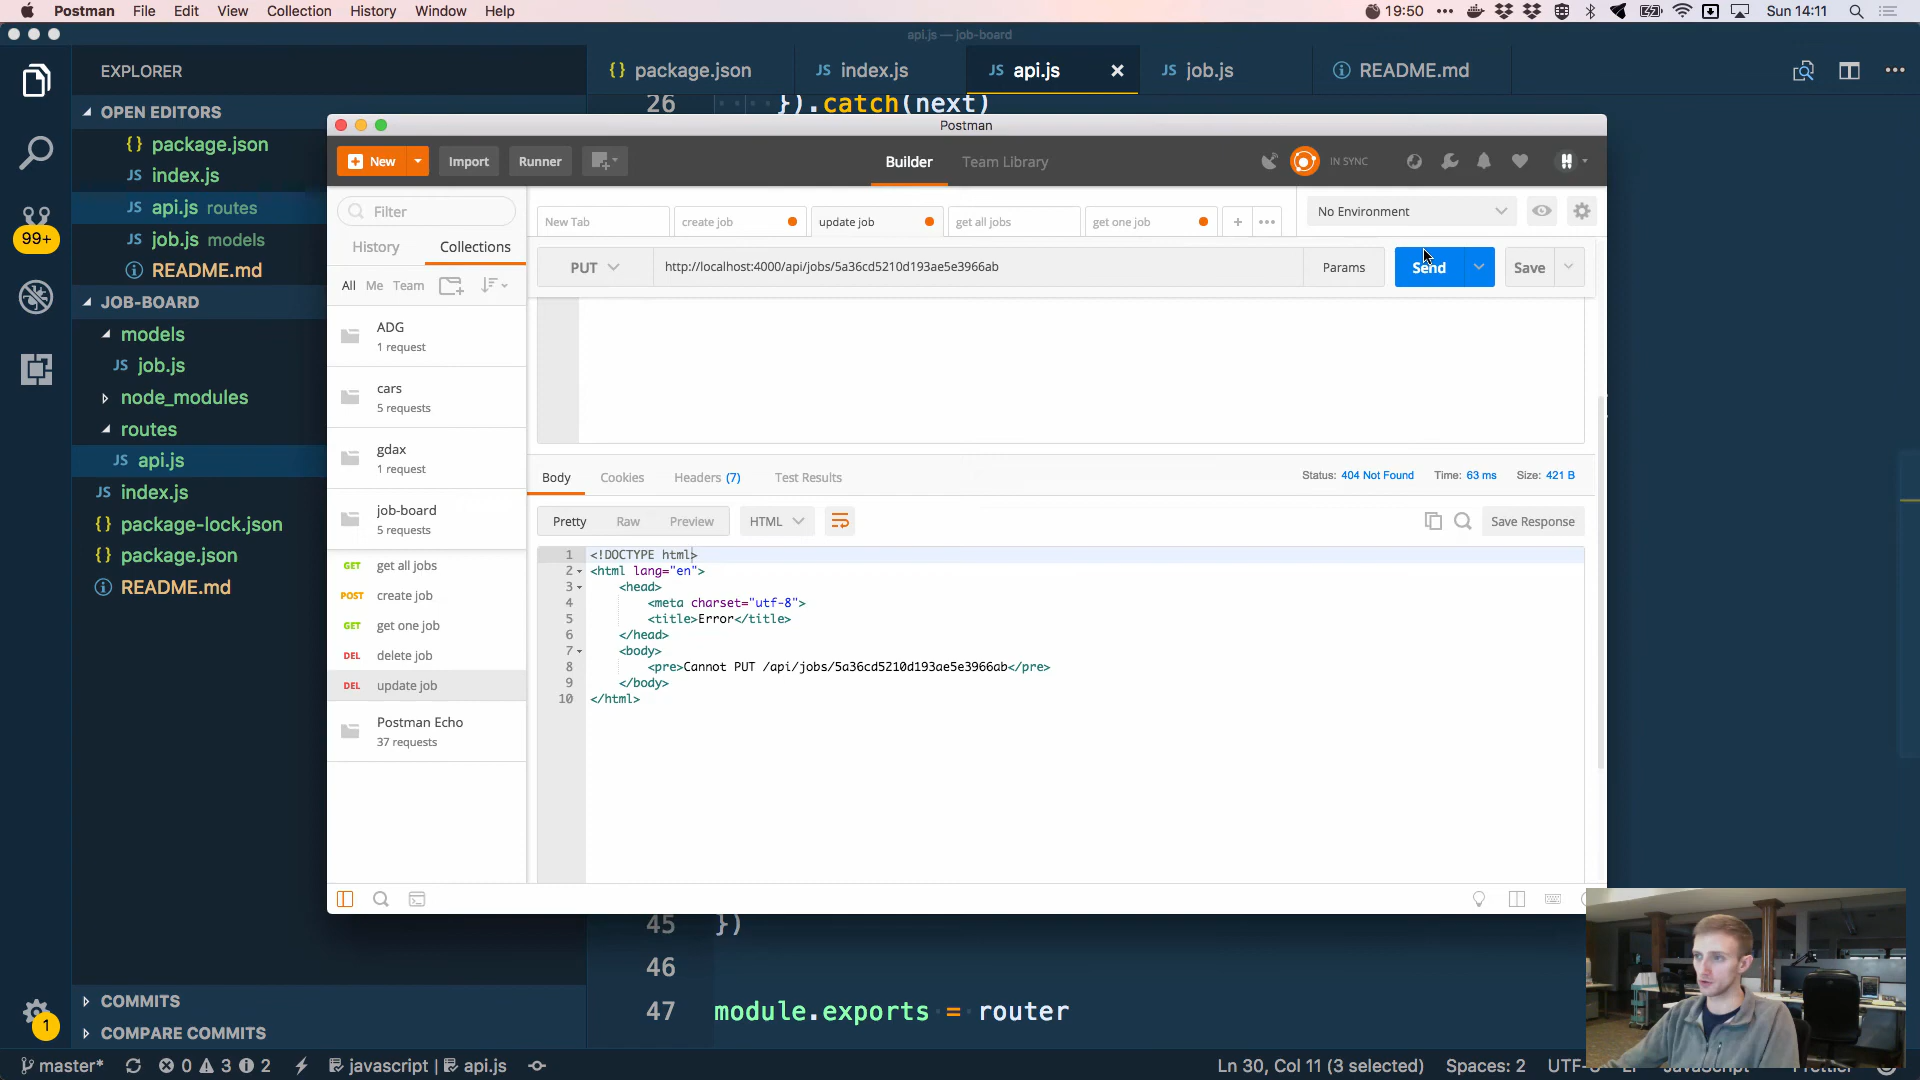 Postman File Edit View Collection History Window Help 19:50 Sun 14:11
api.js — job-board
EXPLORER
package.json index.js api.js job.js README.md
OPEN EDITORS
26 }).catch(next)
package.json
index.js
api.js routes
job.js models
README.md
99+
JOB-BOARD
models
job.js
node_modules
routes
api.js
index.js
package-lock.json
package.json
README.md
Postman
New Import Runner Builder Team Library IN SYNC
Filter
History Collections
All Me Team
ADG
1 request
cars
5 requests
gdax
1 request
job-board
5 requests
GET get all jobs
POST create job
GET get one job
DEL delete job
DEL update job
Postman Echo
37 requests
New Tab create job update job get all jobs get one job No Environment
PUT http://localhost:4000/api/jobs/5a36cd5210d193ae5e3966ab Params Send Save
Body Cookies Headers (7) Test Results Status: 404 Not Found Time: 63 ms Size: 421 B
Pretty Raw Preview HTML Save Response
1 <!DOCTYPE html>
2 <html lang="en">
3 <head>
4 <meta charset="utf-8">
5 <title>Error</title>
6 </head>
7 <body>
8 <pre>Cannot PUT /api/jobs/5a36cd5210d193ae5e3966ab</pre>
9 </body>
10 </html>
45 })
46
47 module.exports = router
COMMITS
COMPARE COMMITS
1
master* 0 3 2 javascript | api.js Ln 30, Col 11 (3 selected) Spaces: 2